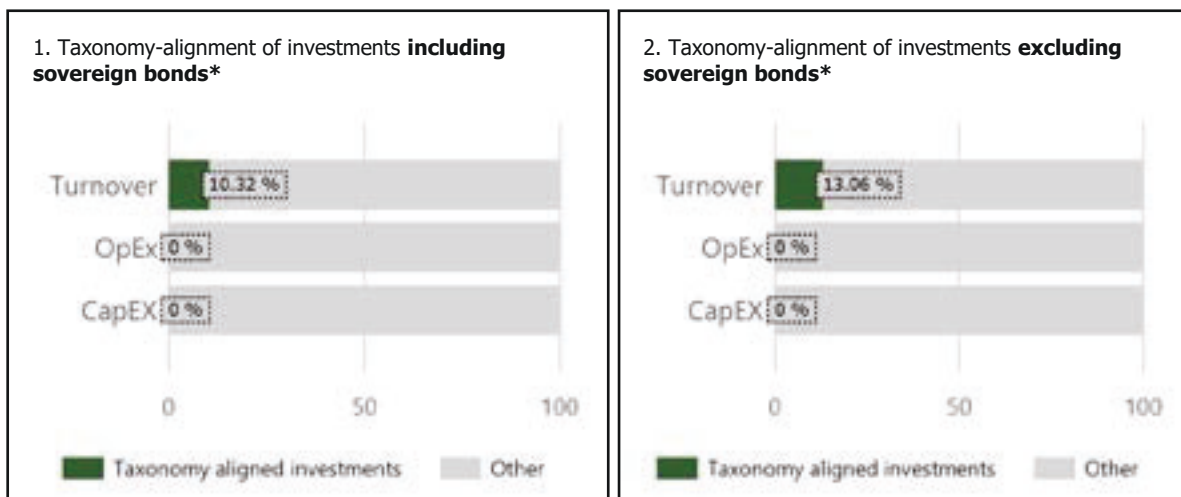 1. Taxonomy-alignment of investments including
sovereign bonds*
Turnover
10.32 %
OpEx
0 %
CapEX
0 %
0 50 100
Taxonomy aligned investments Other
2. Taxonomy-alignment of investments excluding
sovereign bonds*
Turnover
13.06 %
OpEx
0 %
CapEX
0 %
0 50 100
Taxonomy aligned investments Other